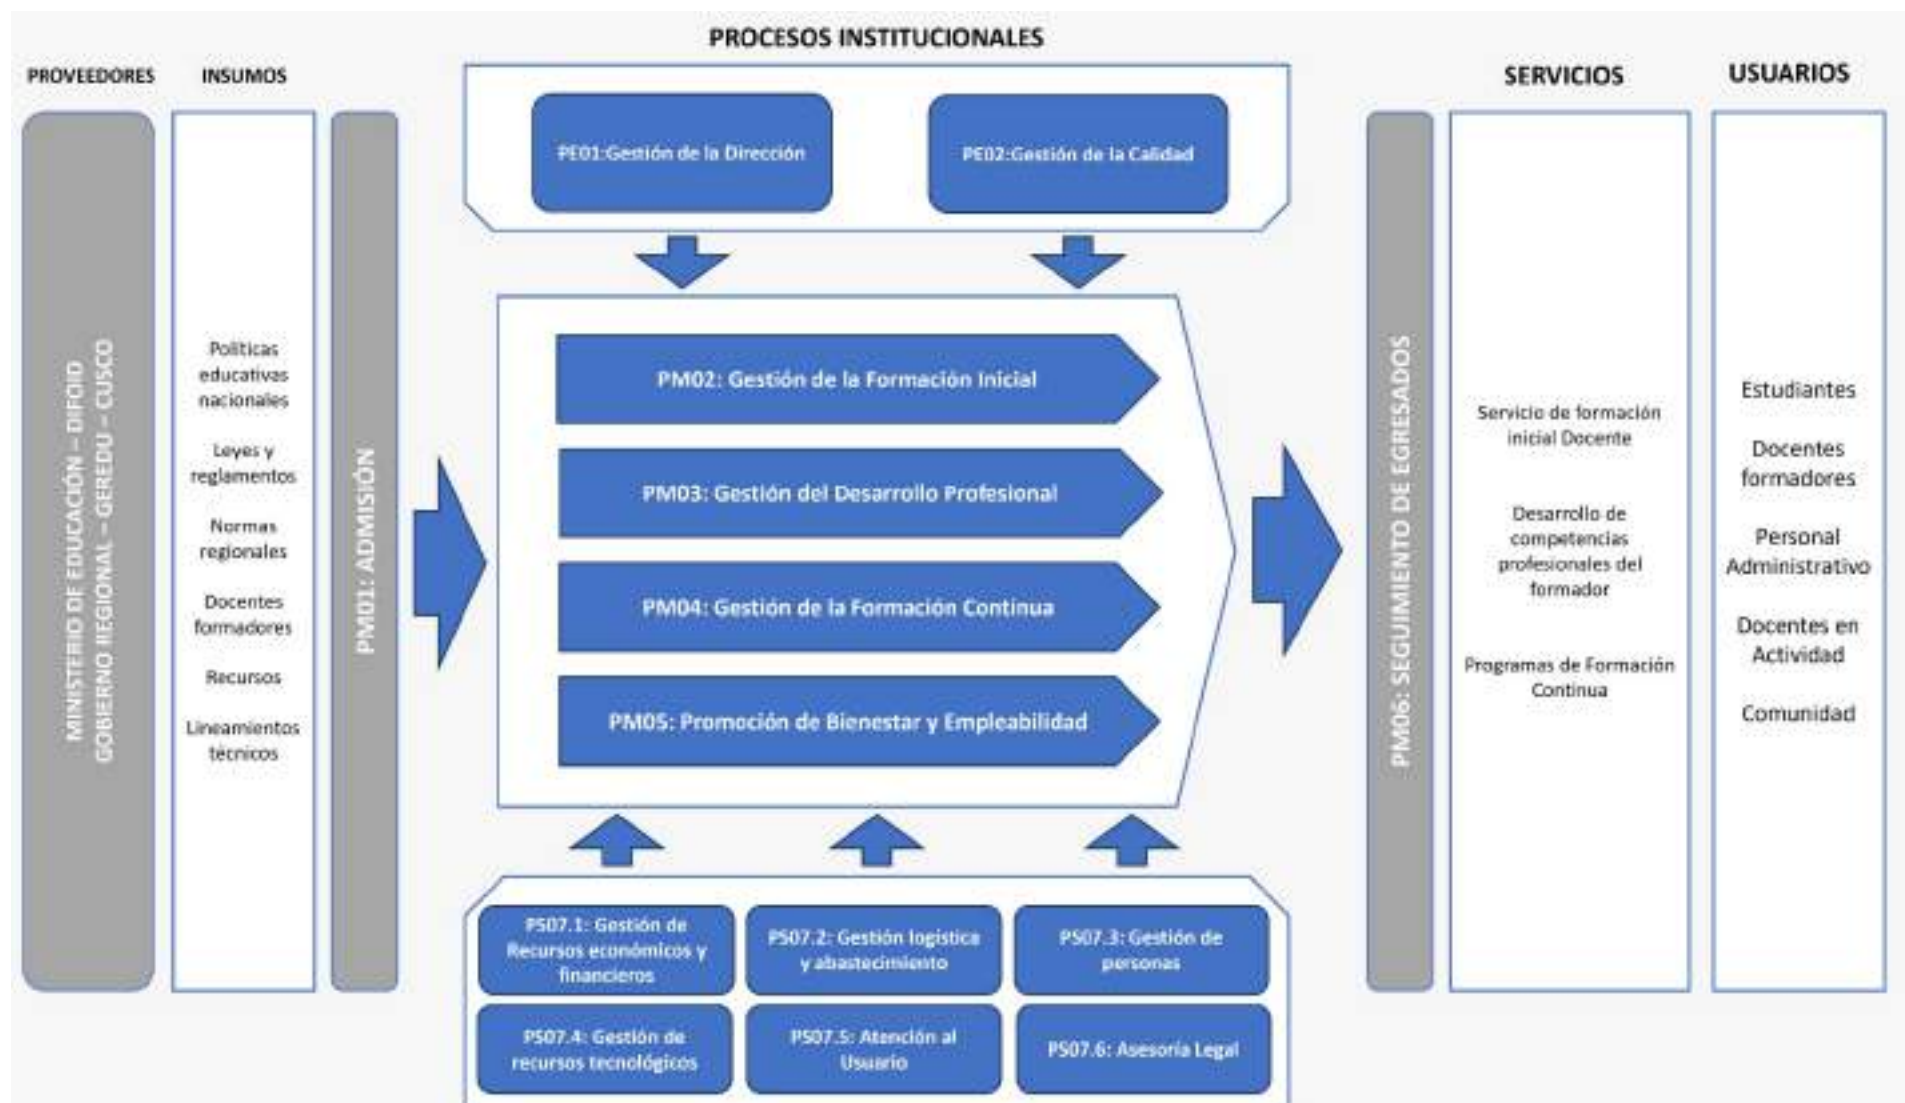 PROCESOS INSTITUCIONALES
PROVEEDORES
INSUMOS
SERVICIOS
USUARIOS
MINISTERIO DE EDUCACIÓN – DIFOID
GOBIERNO REGIONAL – GEREDU – CUSCO
Políticas
educativas
nacionales
Leyes y
reglamentos
Normas
regionales
Docentes
formadores
Recursos
Lineamientos
técnicos
PM01: ADMISIÓN
PE01:Gestión de la Dirección
PE02:Gestión de la Calidad
PM02: Gestión de la Formación Inicial
PM03: Gestión del Desarrollo Profesional
PM04: Gestión de la Formación Continua
PM05: Promoción de Bienestar y Empleabilidad
PS07.1: Gestión de
Recursos económicos y
financieros
PS07.2: Gestión logística
y abastecimiento
PS07.3: Gestión de
personas
PS07.4: Gestión de
recursos tecnológicos
PS07.5: Atención al
Usuario
PS07.6: Asesoría Legal
PM06: SEGUIMIENTO DE EGRESADOS
Servicio de formación
inicial Docente
Desarrollo de
competencias
profesionales del
formador
Programas de Formación
Continua
Estudiantes
Docentes
formadores
Personal
Administrativo
Docentes en
Actividad
Comunidad